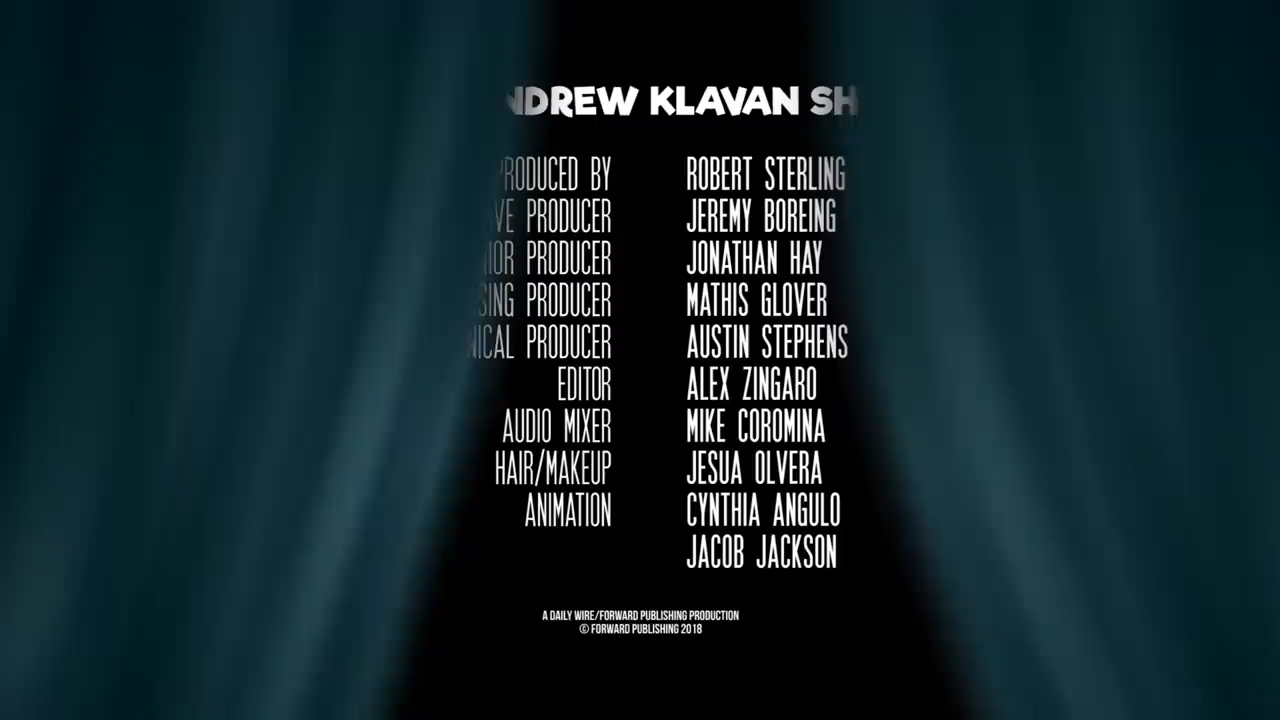 NDREW KLAVAN SH
PRODUCED BY ROBERT STERLING
VE PRODUCER JEREMY BOREING
IOR PRODUCER JONATHAN HAY
SING PRODUCER MATHIS GLOVER
NICAL PRODUCER AUSTIN STEPHENS
EDITOR ALEX ZINGARO
AUDIO MIXER MIKE COROMINA
HAIR/MAKEUP JESUA OLVERA
ANIMATION CYNTHIA ANGULO
JACOB JACKSON
A DAILY WIRE/FORWARD PUBLISHING PRODUCTION
© FORWARD PUBLISHING 2018